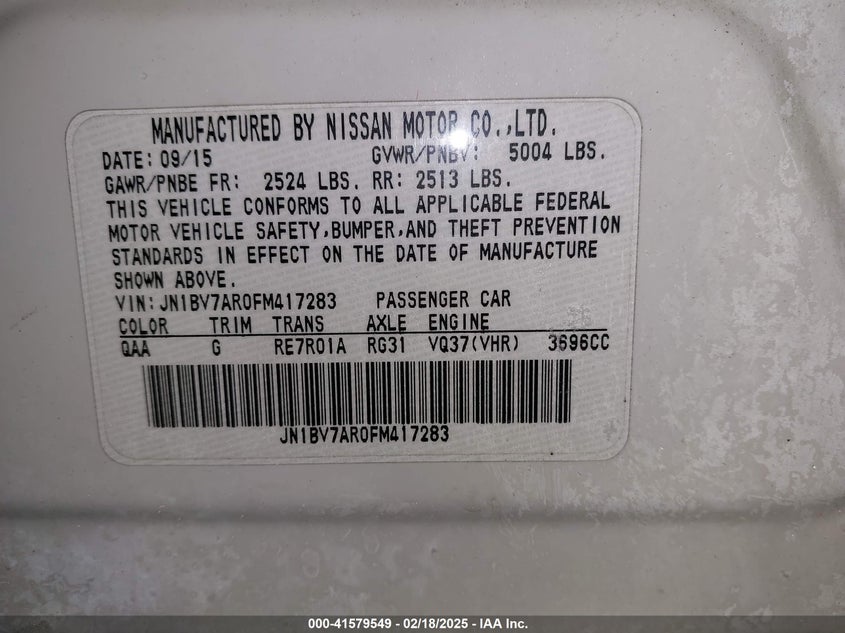 MANUFACTURED BY NISSAN MOTOR CO.,LTD.
DATE: 09/15 GVWR/PNBV: 5004 LBS.
GAWR/PNBE FR: 2524 LBS. RR: 2513 LBS.
THIS VEHICLE CONFORMS TO ALL APPLICABLE FEDERAL
MOTOR VEHICLE SAFETY,BUMPER,AND THEFT PREVENTION
STANDARDS IN EFFECT ON THE DATE OF MANUFACTURE
SHOWN ABOVE.
VIN:JN1BV7AR0FM417283 PASSENGER CAR
COLOR TRIM TRANS AXLE ENGINE
QAA G RE7R01A RG31 VQ37(VHR) 3696CC
JN1BV7AR0FM417283
000-41579549 - 02/18/2025 - IAA Inc.